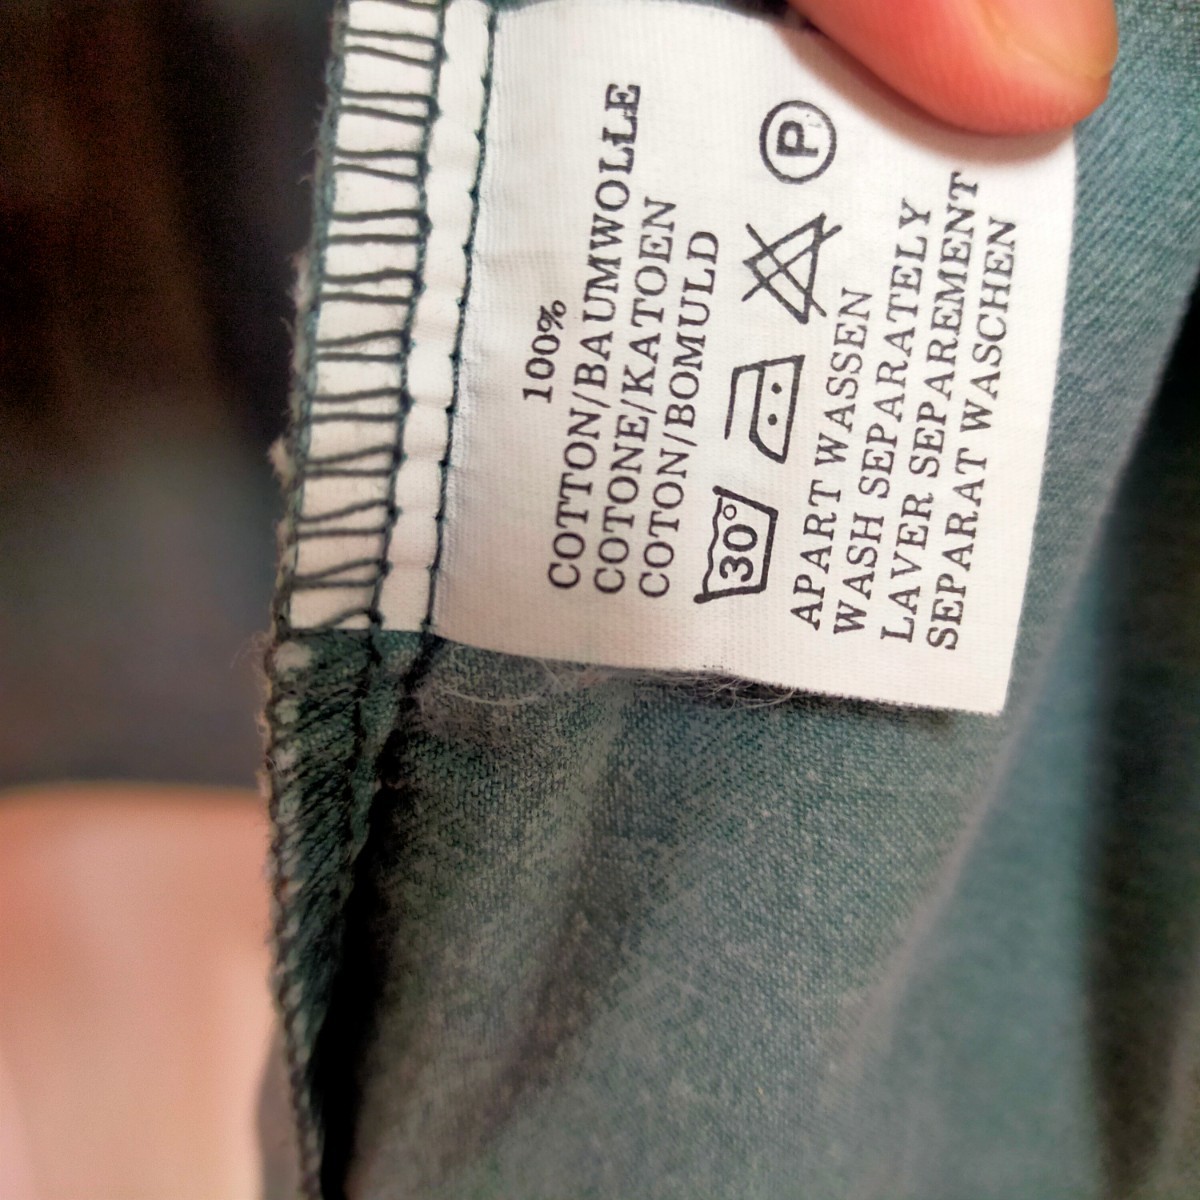 100%
COTTON/BAUMWOLLE
COTONE/KATOEN
COTON/BOMULD
30° P
APART WASSEN
WASH SEPARATELY
LAVER SEPAREMENT
SEPARAT WASCHEN